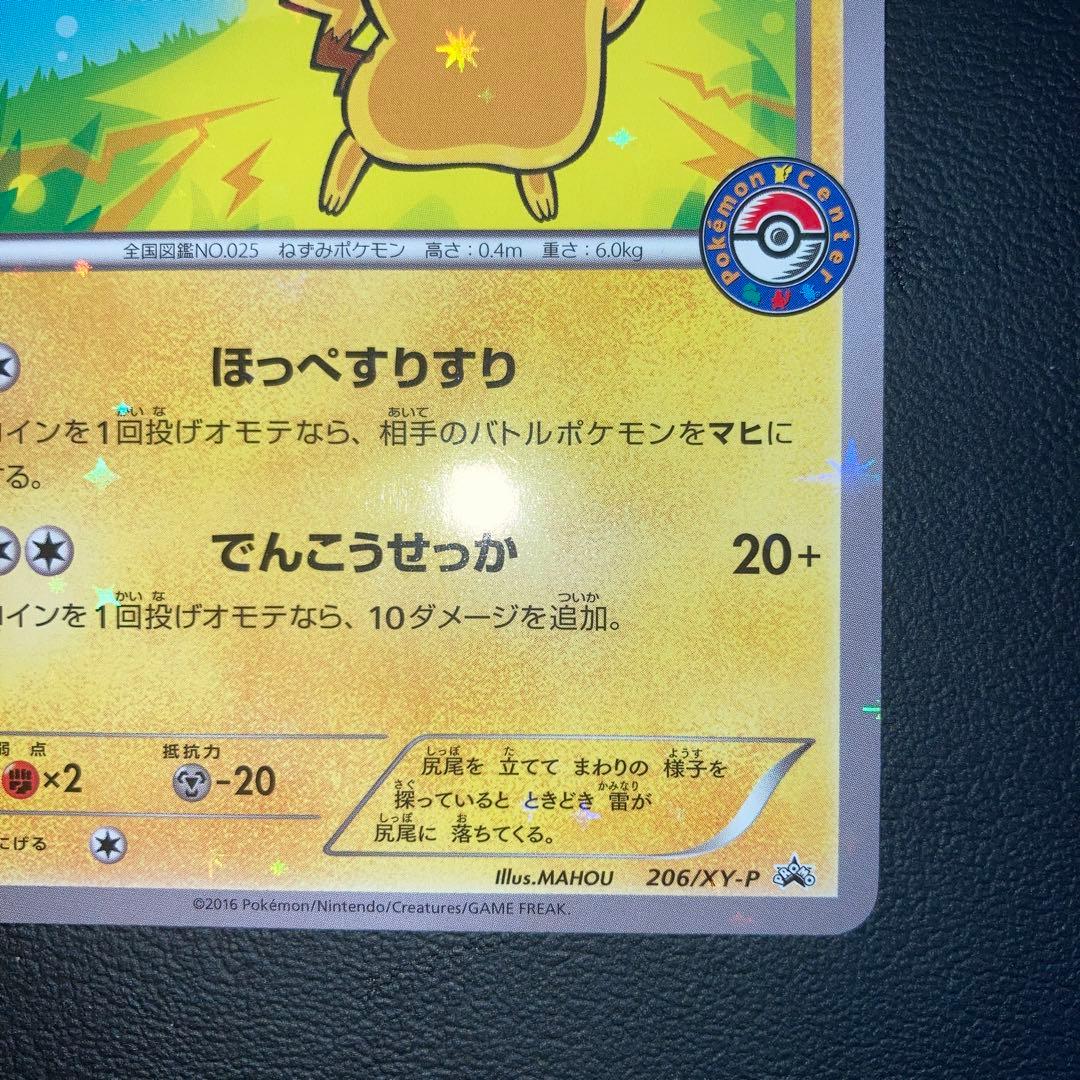 Pokémon Center
全国図鑑NO.025 ねずみポケモン 高さ：0.4m 重さ：6.0kg
ほっぺすりすり
コインを1回投げオモテなら、相手のバトルポケモンをマヒに
する。
でんこうせっか 20+
コインを1回投げオモテなら、10ダメージを追加。
弱点 抵抗力
×2 -20
にげる
尻尾を 立てて まわりの 様子を
探っていると ときどき 雷が
尻尾に 落ちてくる。
Illus.MAHOU 206/XY-P PROMO
©2016 Pokémon/Nintendo/Creatures/GAME FREAK.